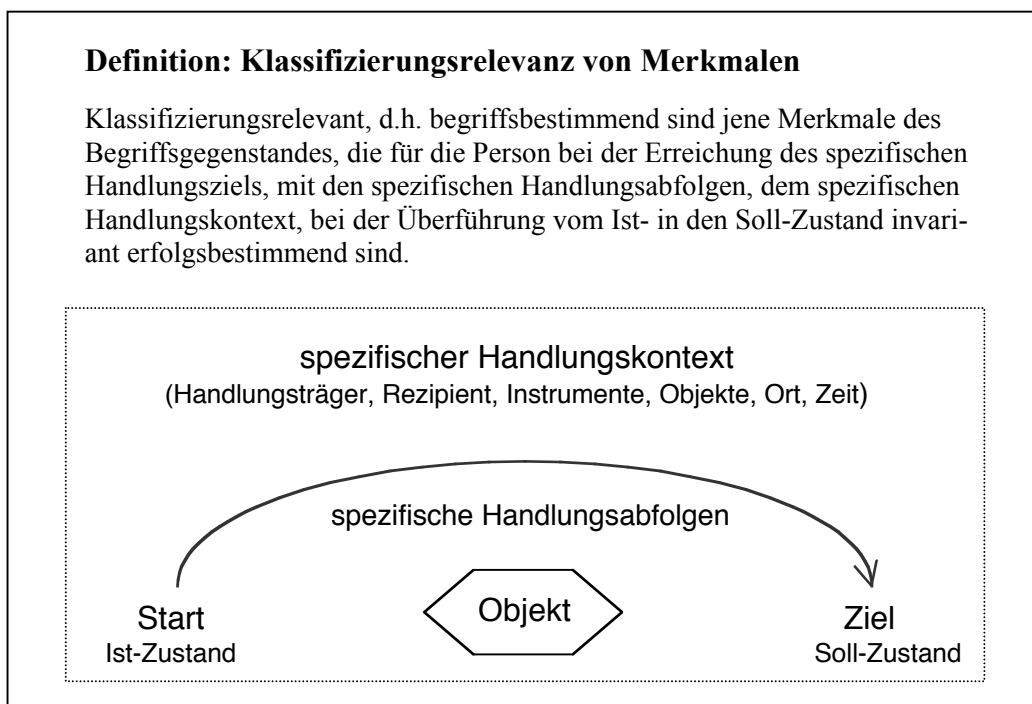 Definition: Klassifizierungsrelevanz von Merkmalen
Klassifizierungsrelevant, d.h. begriffsbestimmend sind jene Merkmale des
Begriffsgegenstandes, die für die Person bei der Erreichung des spezifischen
Handlungsziels, mit den spezifischen Handlungsabfolgen, dem spezifischen
Handlungskontext, bei der Überführung vom Ist- in den Soll-Zustand invari-
ant erfolgsbestimmend sind.
spezifischer Handlungskontext
(Handlungsträger, Rezipient, Instrumente, Objekte, Ort, Zeit)
spezifische Handlungsabfolgen
Start
Ist-Zustand
Objekt
Ziel
Soll-Zustand